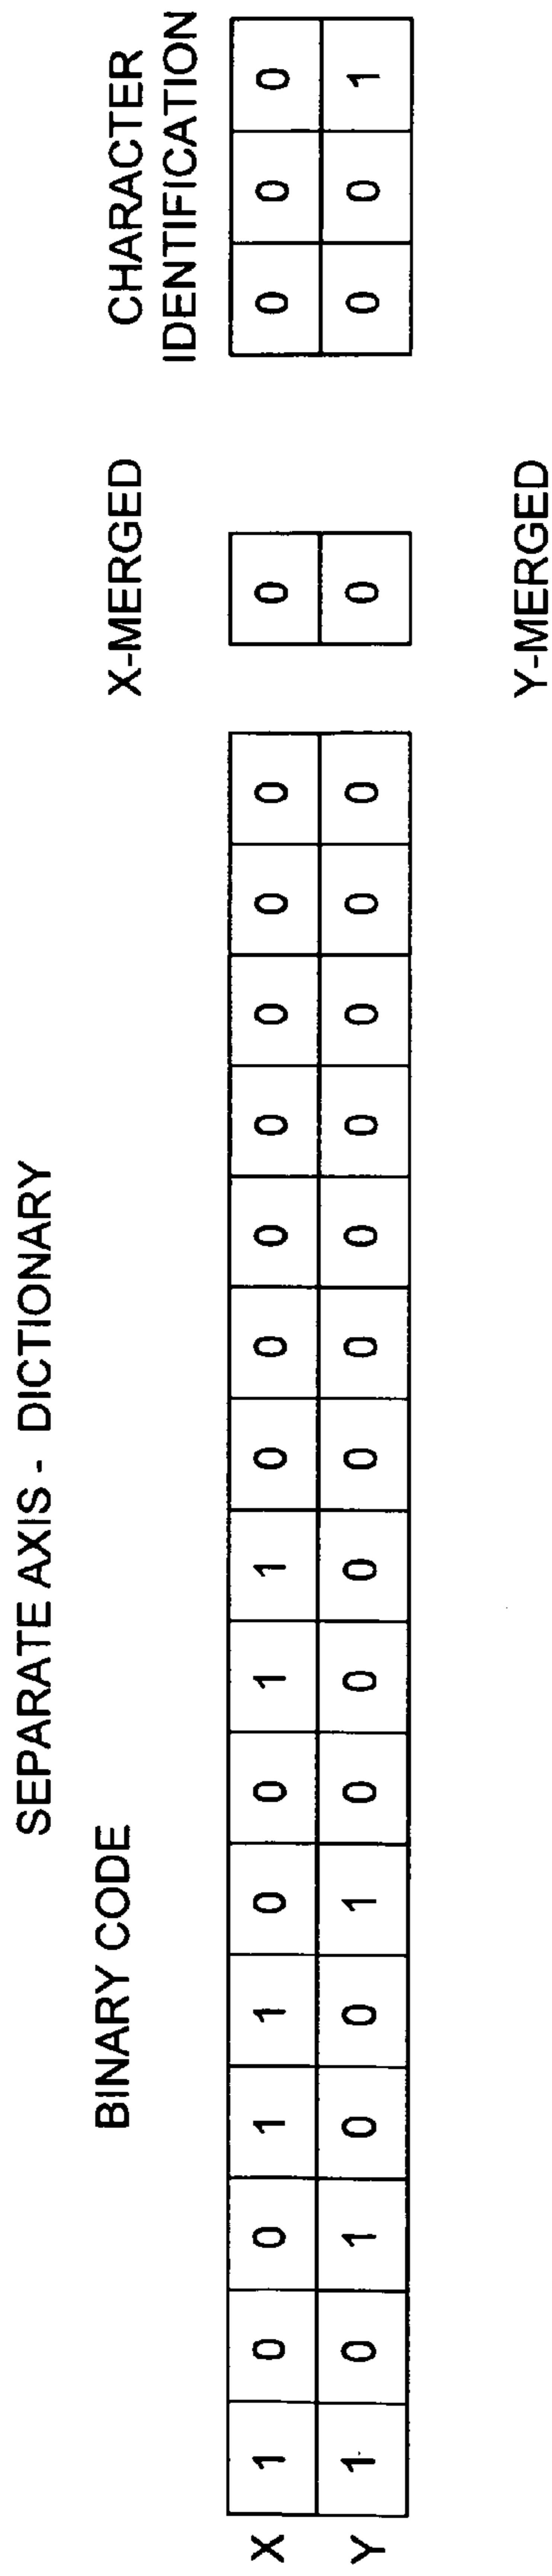 SEPARATE AXIS - DICTIONARY
BINARY CODE X-MERGED CHARACTER
IDENTIFICATION
X 1 0 0 1 1 0 0 1 1 0 0 0 0 0 0 0 0 0 0 0
Y 1 0 1 0 0 1 0 0 0 0 0 0 0 0 0 0 0 0 0 1
Y-MERGED